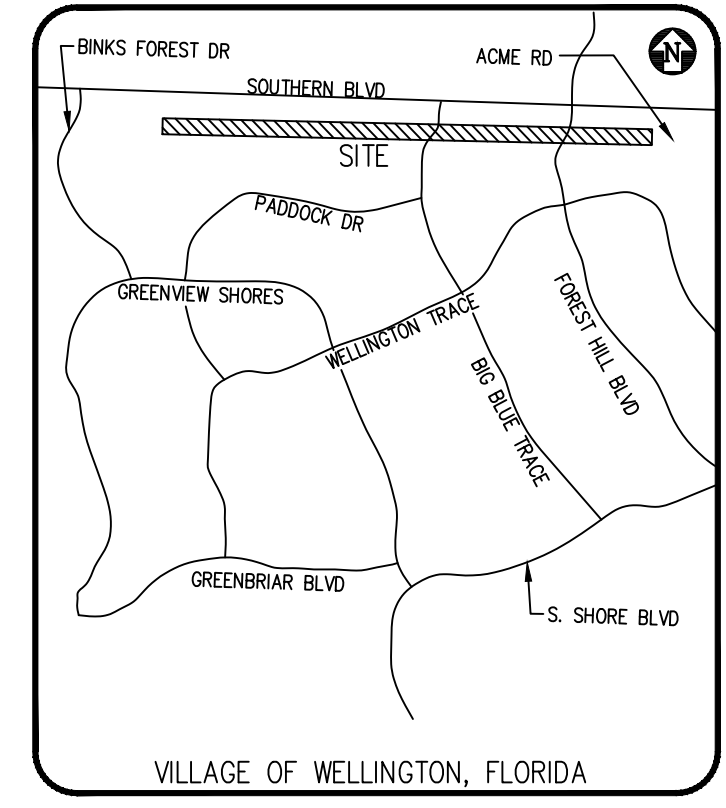 BINKS FOREST DR
ACME RD
N
SOUTHERN BLVD
SITE
PADDOCK DR
GREENVIEW SHORES
WELLINGTON TRACE
FOREST HILL BLVD
BIG BLUE TRACE
GREENBRIAR BLVD
S. SHORE BLVD
VILLAGE OF WELLINGTON, FLORIDA